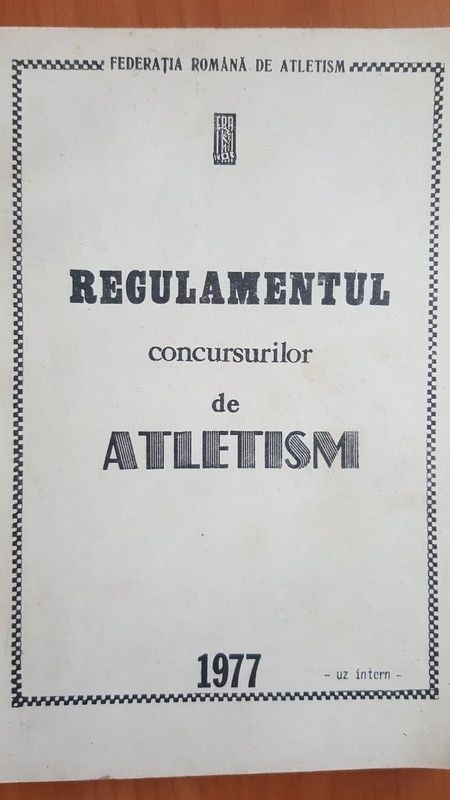 FEDERAȚIA ROMÂNĂ DE ATLETISM
REGULAMENTUL
concursurilor
de
ATLETISM
1977
- uz intern -